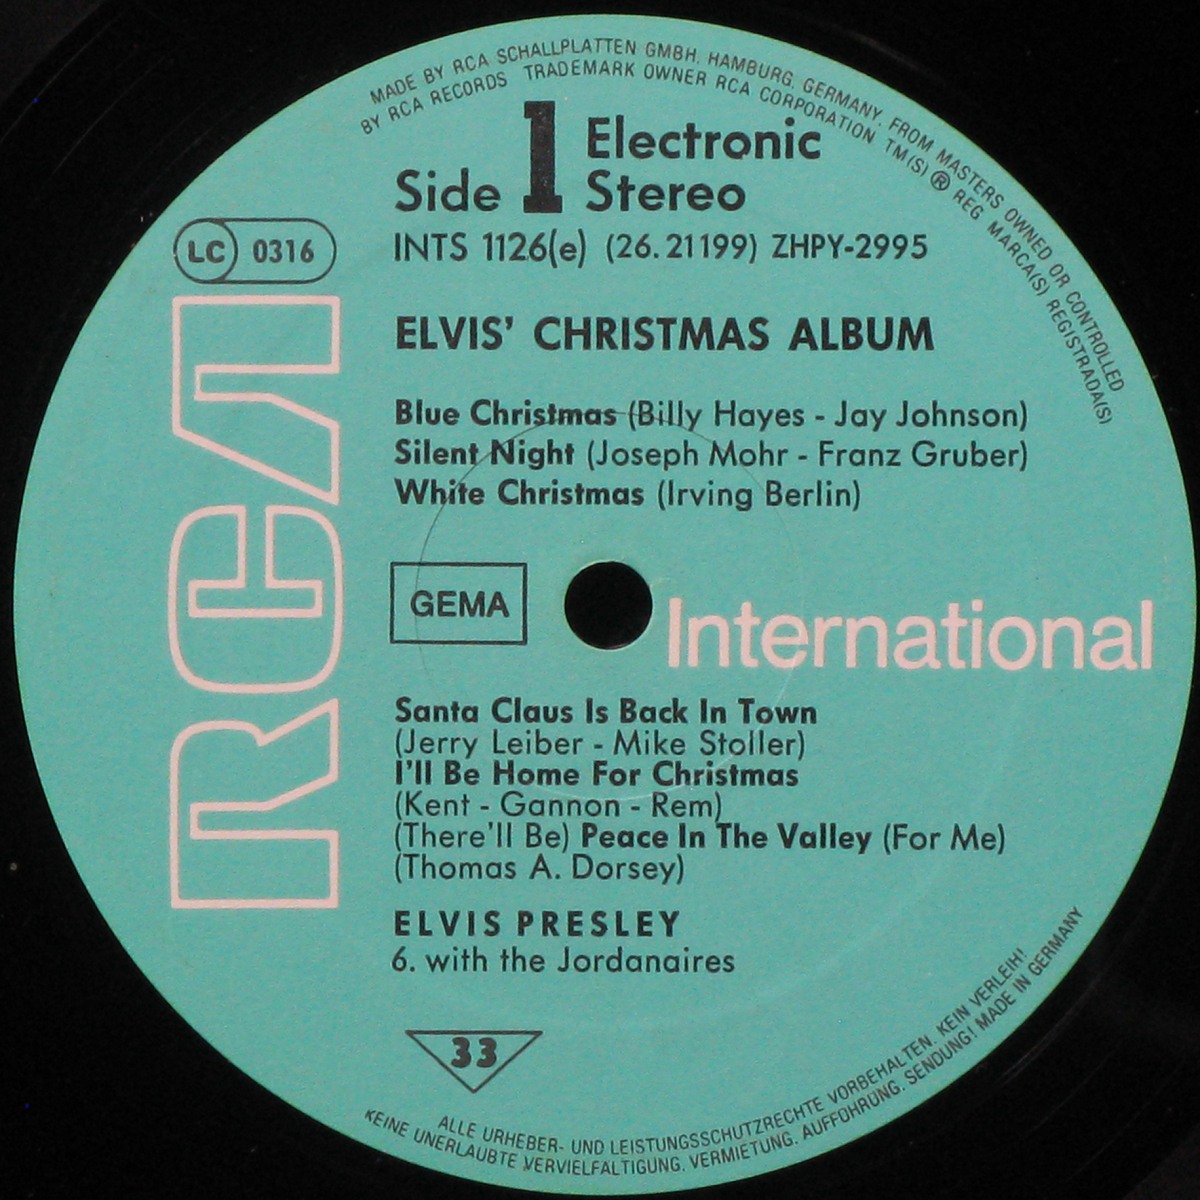 MADE BY RCA SCHALLPLATTEN GMBH, HAMBURG, GERMANY, FROM MASTERS OWNED OR CONTROLLED
BY RCA RECORDS TRADEMARK OWNER RCA CORPORATION TM(S) ® REG. MARCA(S) REGISTRADA(S)
Side 1 Electronic
Stereo
INTS 1126(e) (26.21199) ZHPY-2995
LC 0316
RCA
ELVIS' CHRISTMAS ALBUM
Blue Christmas (Billy Hayes - Jay Johnson)
Silent Night (Joseph Mohr - Franz Gruber)
White Christmas (Irving Berlin)
GEMA
International
Santa Claus Is Back In Town
(Jerry Leiber - Mike Stoller)
I'll Be Home For Christmas
(Kent - Gannon - Rem)
(There'll Be) Peace In The Valley (For Me)
(Thomas A. Dorsey)
ELVIS PRESLEY
6. with the Jordanaires
33
ALLE URHEBER- UND LEISTUNGSSCHUTZRECHTE VORBEHALTEN. KEIN VERLEIH!
KEINE UNERLAUBTE VERVIELFÄLTIGUNG, VERMIETUNG, AUFFÜHRUNG, SENDUNG! MADE IN GERMANY